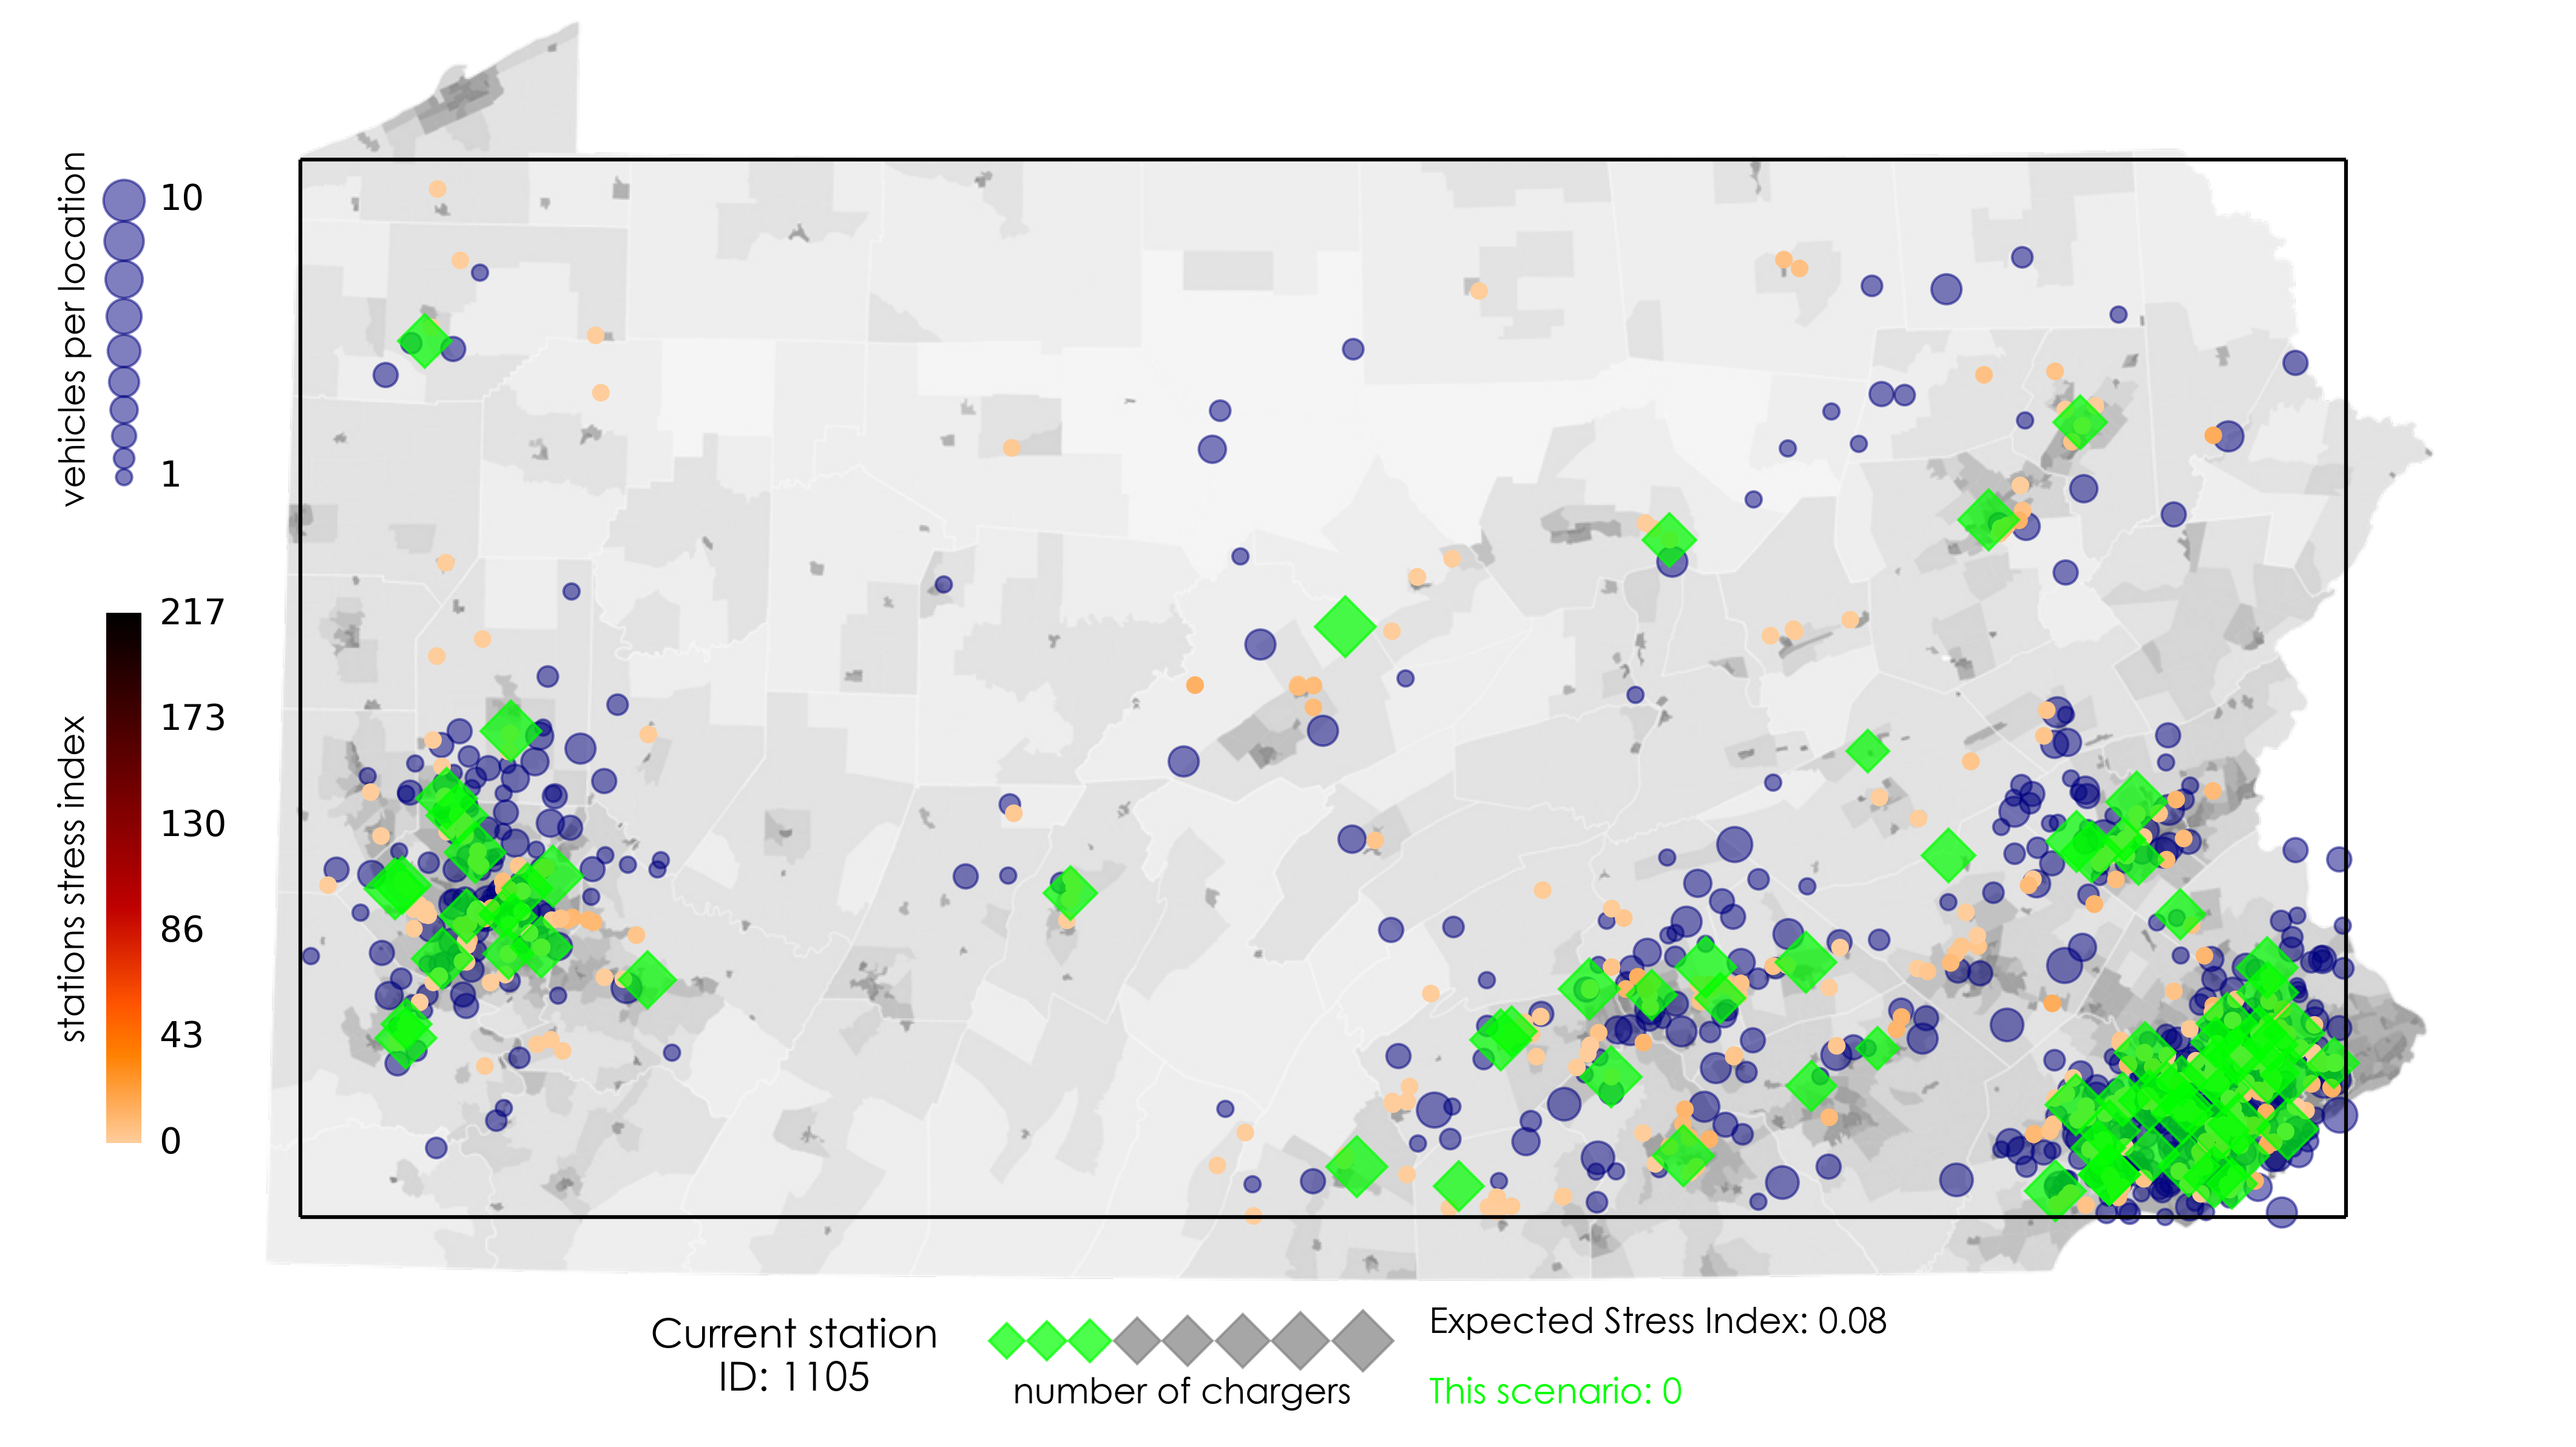 vehicles per location
10
1
stations stress index
217
173
130
86
43
0
Current station
ID: 1105
number of chargers
Expected Stress Index: 0.08
This scenario: 0